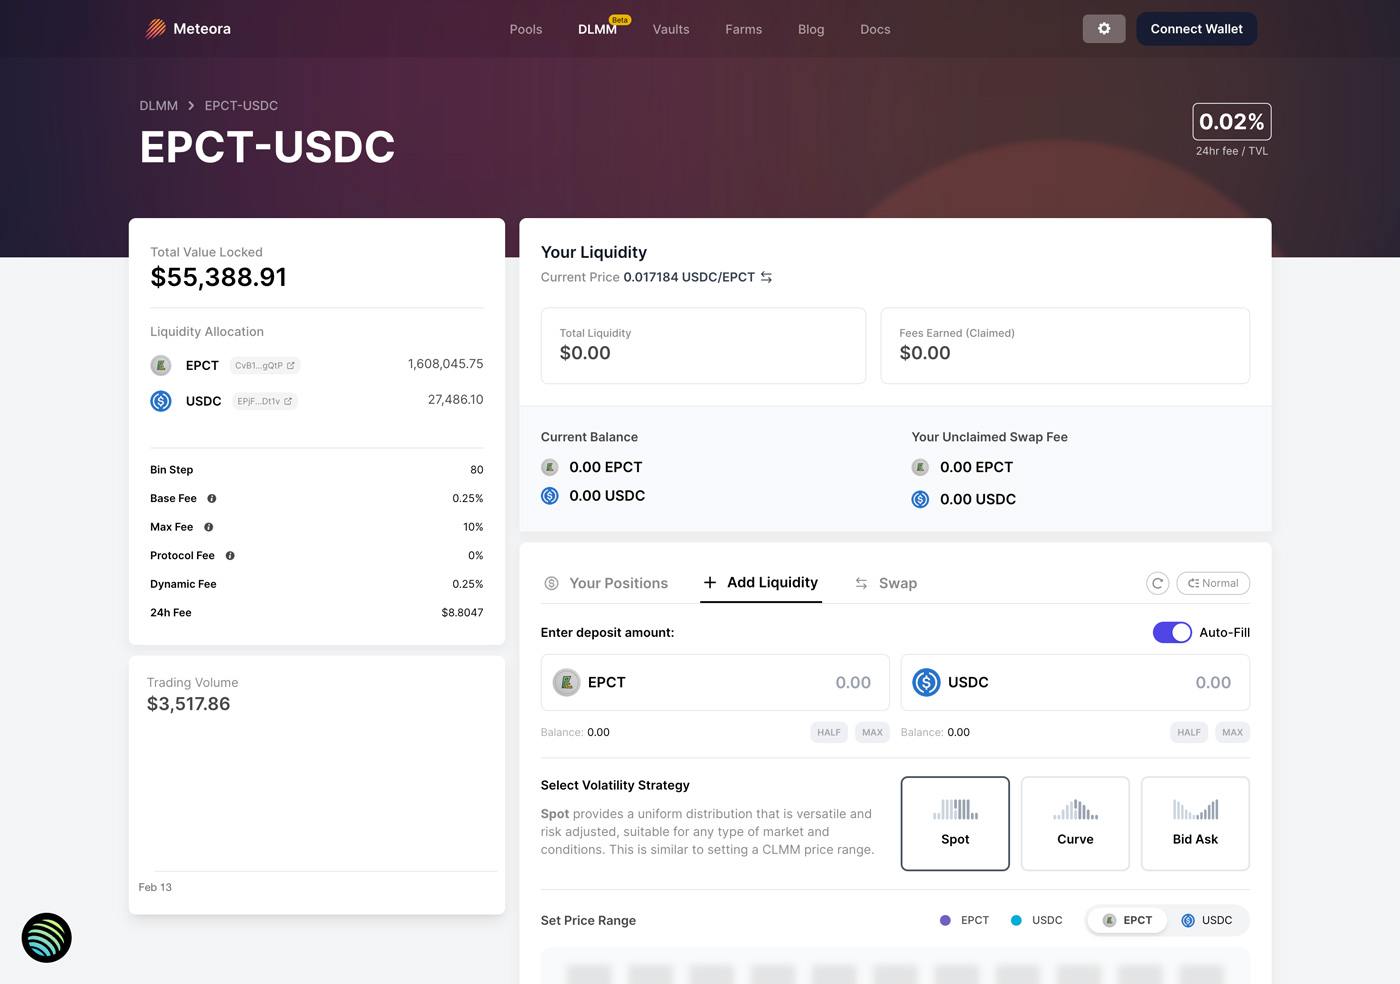 Meteora
Pools
DLMM
Beta
Vaults
Farms
Blog
Docs
Connect Wallet
DLMM > EPCT-USDC
EPCT-USDC
0.02%
24hr fee / TVL
Total Value Locked
$55,388.91
Liquidity Allocation
EPCT CvB1...gQtP 1,608,045.75
USDC EPjF...Dt1v 27,486.10
Bin Step 80
Base Fee 0.25%
Max Fee 10%
Protocol Fee 0%
Dynamic Fee 0.25%
24h Fee $8.8047
Trading Volume
$3,517.86
Feb 13
Your Liquidity
Current Price 0.017184 USDC/EPCT
Total Liquidity
$0.00
Fees Earned (Claimed)
$0.00
Current Balance
0.00 EPCT
0.00 USDC
Your Unclaimed Swap Fee
0.00 EPCT
0.00 USDC
Your Positions
+ Add Liquidity
Swap
Normal
Enter deposit amount:
Auto-Fill
EPCT 0.00
USDC 0.00
Balance: 0.00 HALF MAX
Balance: 0.00 HALF MAX
Select Volatility Strategy
Spot provides a uniform distribution that is versatile and
risk adjusted, suitable for any type of market and
conditions. This is similar to setting a CLMM price range.
Spot
Curve
Bid Ask
Set Price Range
EPCT
USDC
EPCT
USDC